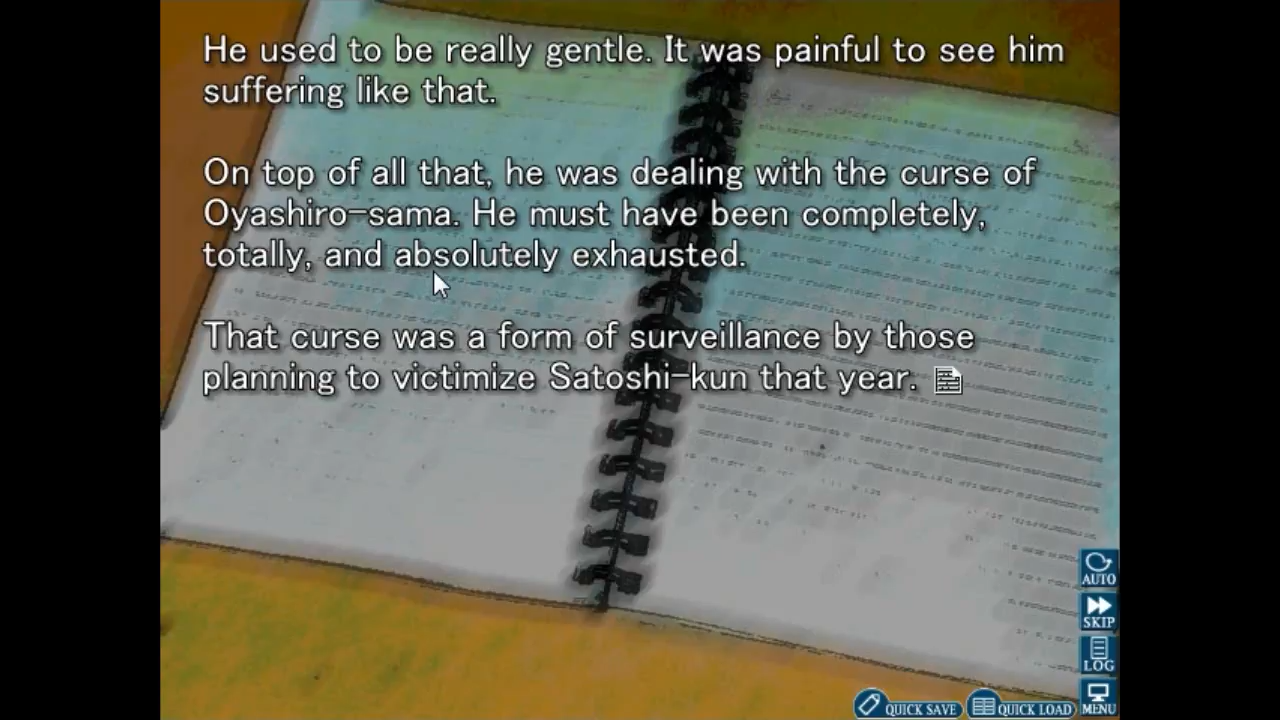 He used to be really gentle. It was painful to see him
suffering like that.
On top of all that, he was dealing with the curse of
Oyashiro-sama. He must have been completely,
totally, and absolutely exhausted.
That curse was a form of surveillance by those
planning to victimize Satoshi-kun that year.
AUTO
SKIP
LOG
MENU
QUICK SAVE
QUICK LOAD